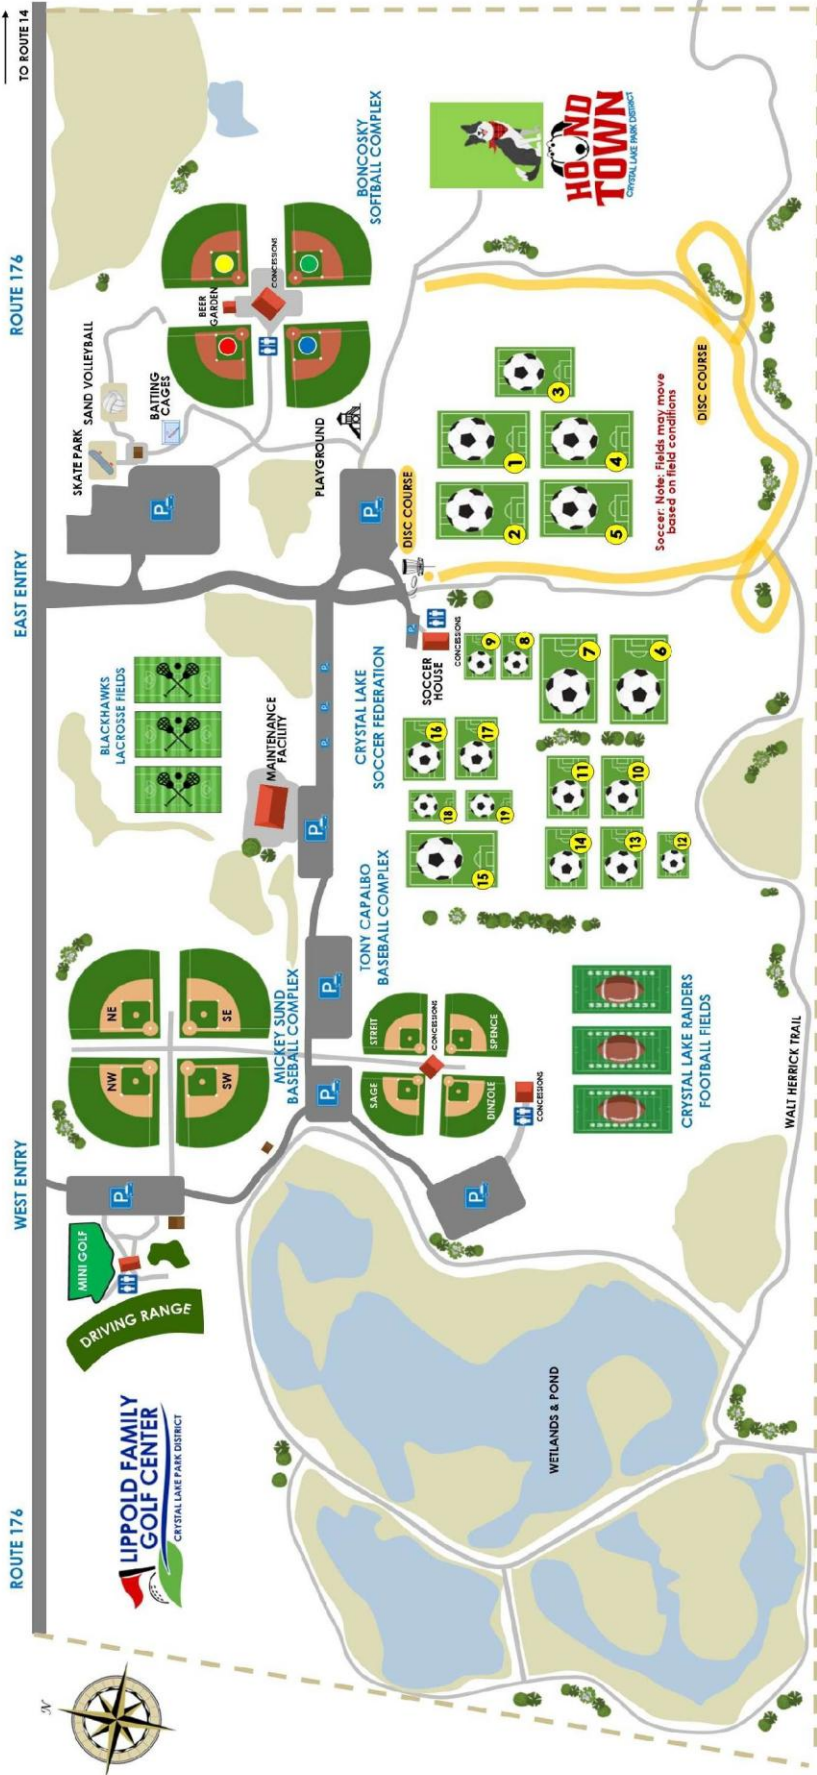 TO ROUTE 14
ROUTE 176
EAST ENTRY
WEST ENTRY
ROUTE 176
N
LIPPOLD FAMILY
GOLF CENTER
CRYSTAL LAKE PARK DISTRICT
DRIVING RANGE
MINI GOLF
P
NW
NE
SW
SE
MICKEY SUND
BASEBALL COMPLEX
P
P
BLACKHAWKS
LACROSSE FIELDS
MAINTENANCE
FACILITY
P
P
P
P
SKATE PARK
SAND VOLLEYBALL
BATTING
CAGES
P
BEER
GARDEN
CONCESSIONS
BONCOSKY
SOFTBALL COMPLEX
PLAYGROUND
P
DISC COURSE
HOUND
TOWN
CRYSTAL LAKE PARK DISTRICT
TONY CAPALBO
BASEBALL COMPLEX
SAGE
STREIT
DINZOLE
SPENCE
CONCESSIONS
CONCESSIONS
P
CRYSTAL LAKE
SOCCER FEDERATION
P
SOCCER
HOUSE
CONCESSIONS
15
18
19
16
17
9
8
7
6
14
11
13
10
12
2
1
3
5
4
Soccer: Note: Fields may move
based on field conditions
DISC COURSE
CRYSTAL LAKE RAIDERS
FOOTBALL FIELDS
WETLANDS & POND
WALT HERRICK TRAIL